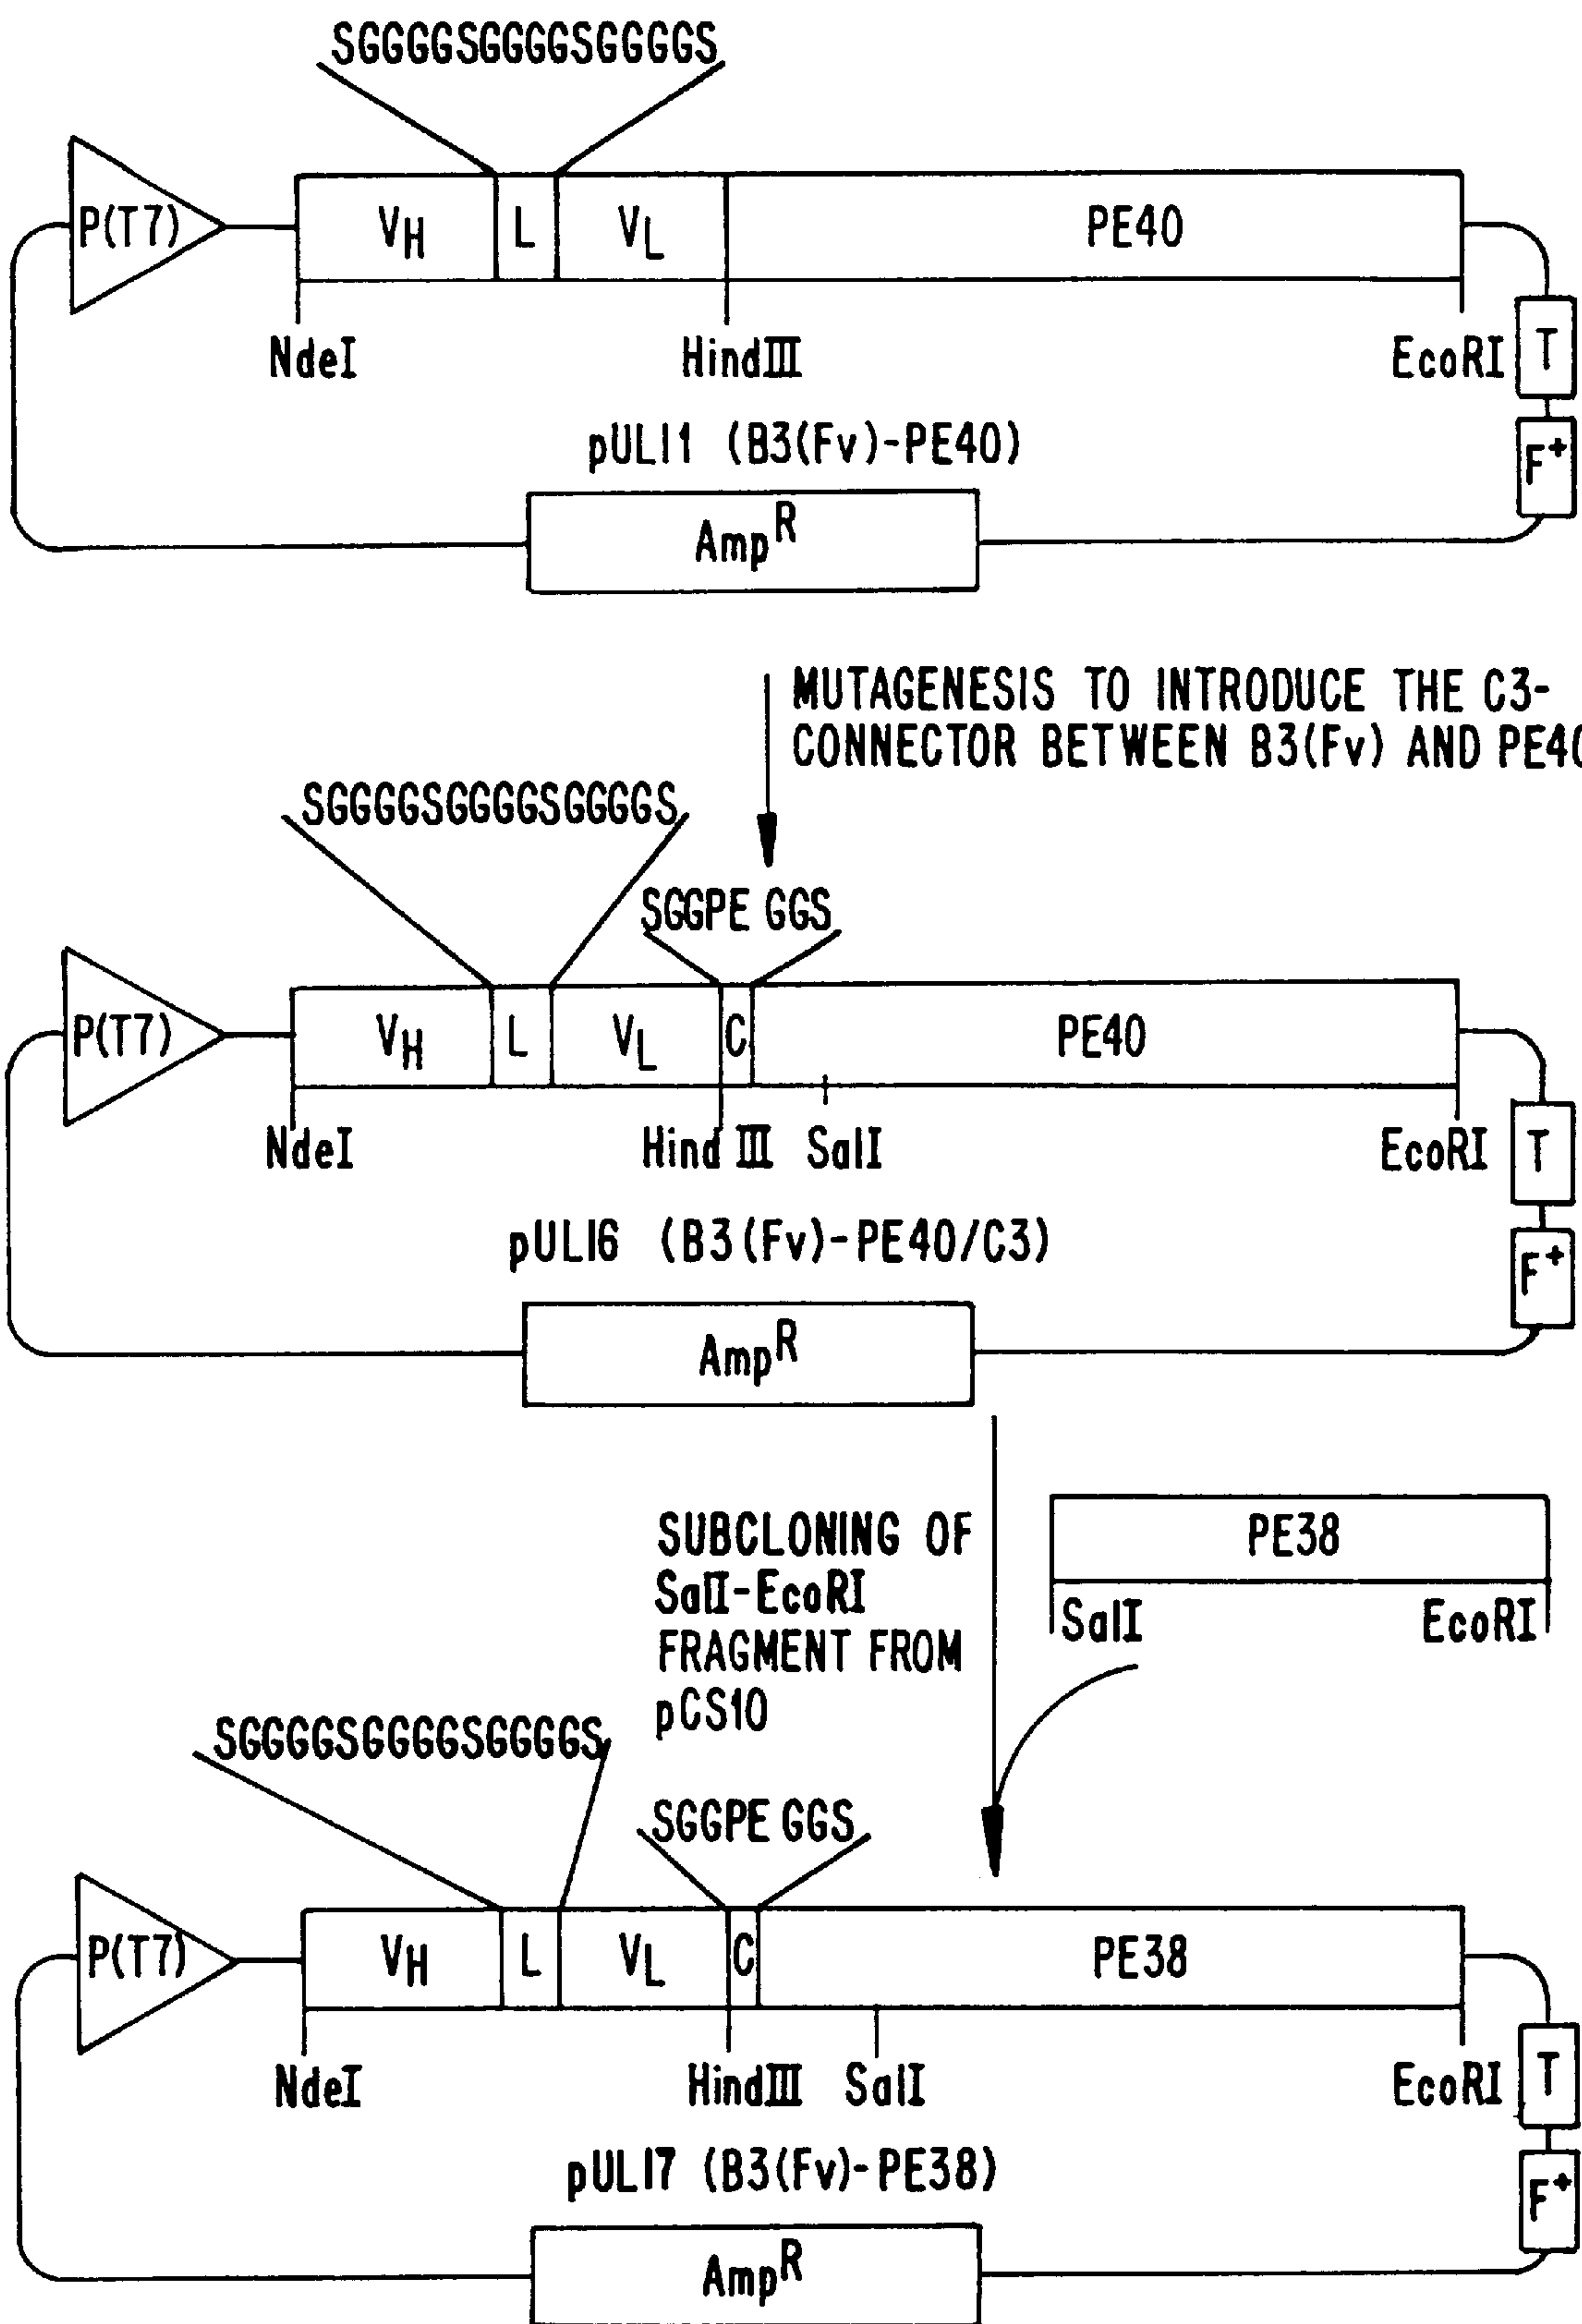 SGGGGSGGGGSGGGGS
P(T7)
VH
L
VL
PE40
NdeI
HindIII
EcoRI
T
F+
pULI1 (B3(Fv)-PE40)
AmpR
MUTAGENESIS TO INTRODUCE THE C3-
CONNECTOR BETWEEN B3(Fv) AND PE40
SGGGGSGGGGSGGGGS
SGGPE GGS
P(T7)
VH
L
VL
C
PE40
NdeI
Hind III
SalI
EcoRI
T
F+
pULI6 (B3(Fv)-PE40/C3)
AmpR
SUBCLONING OF
SalI-EcoRI
FRAGMENT FROM
pCS10
PE38
SalI
EcoRI
SGGGGSGGGGSGGGGS
SGGPE GGS
P(T7)
VH
L
VL
C
PE38
NdeI
HindIII
SalI
EcoRI
T
F+
pULI7 (B3(Fv)-PE38)
AmpR